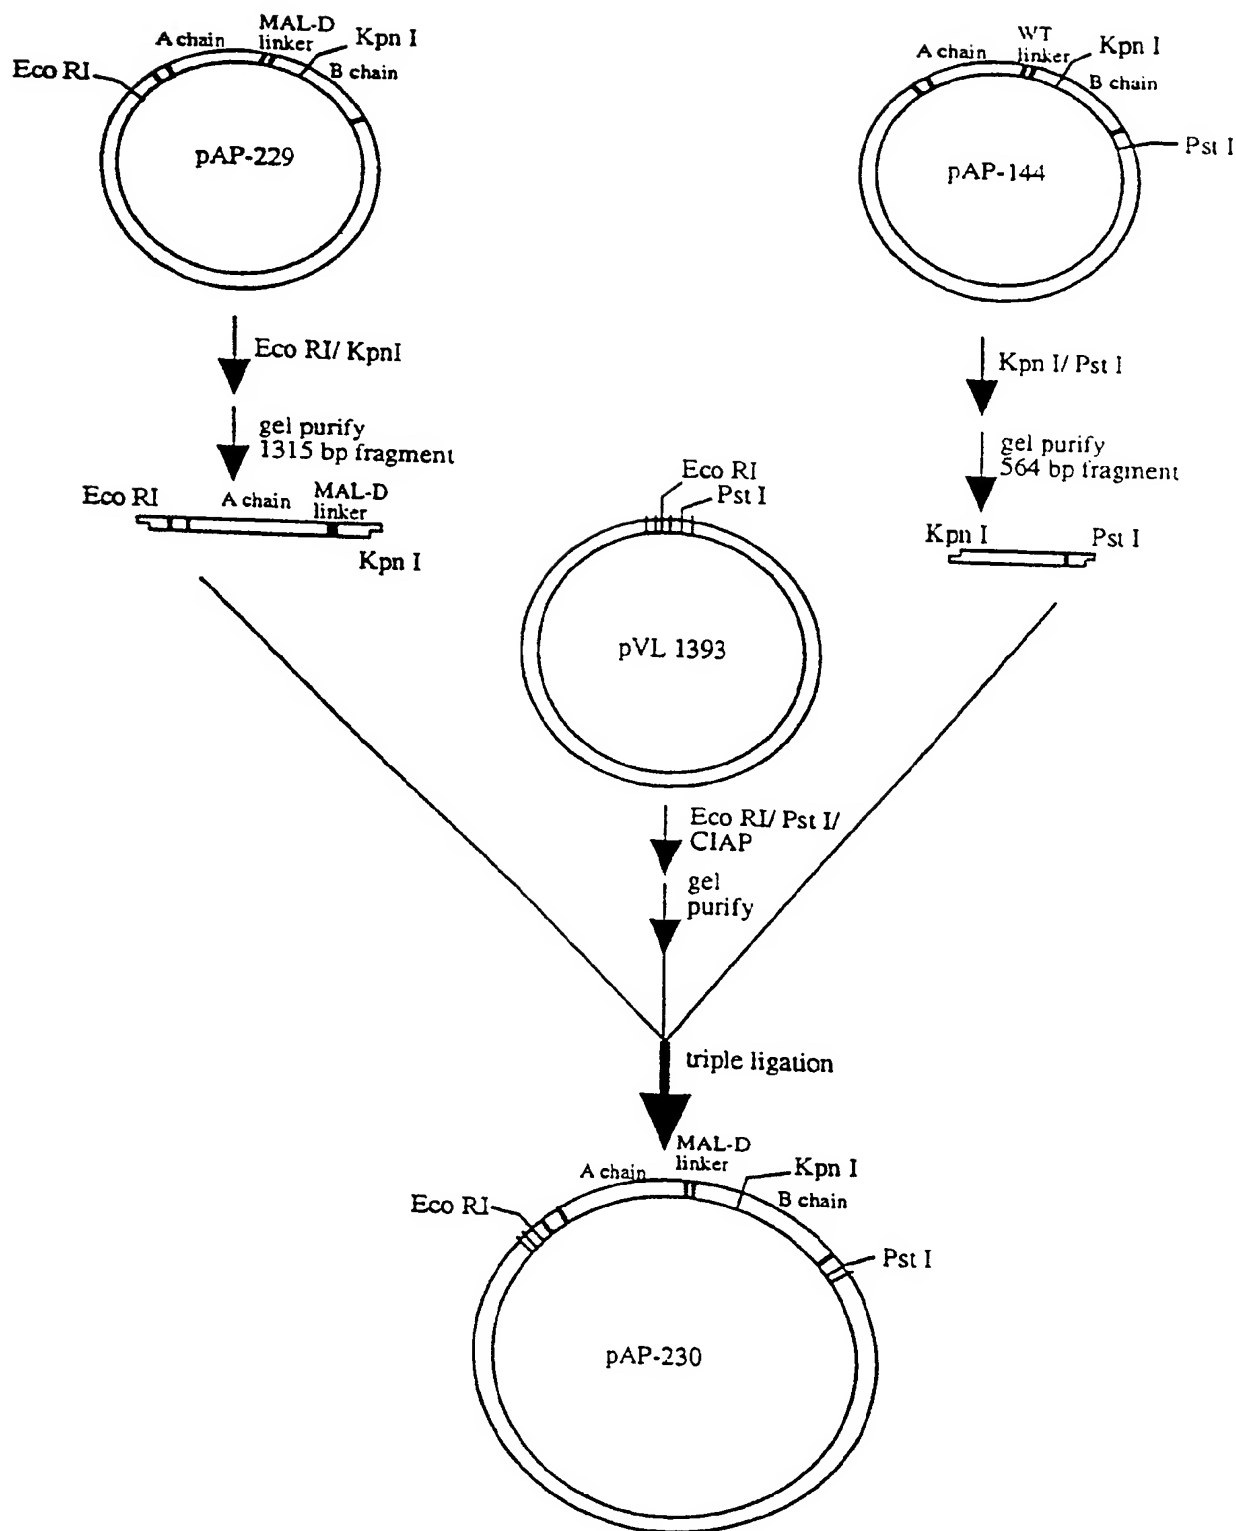 A chain
MAL-D
linker
Kpn I
B chain
Eco RI
pAP-229
A chain
WT
linker
Kpn I
B chain
Pst I
pAP-144
Eco RI/ KpnI
gel purify
1315 bp fragment
Kpn I/ Pst I
gel purify
564 bp fragment
Eco RI
A chain
MAL-D
linker
Kpn I
Eco RI
Pst I
Kpn I
Pst I
pVL 1393
Eco RI/ Pst I/
CIAP
gel
purify
triple ligation
A chain
MAL-D
linker
Kpn I
B chain
Eco RI
Pst I
pAP-230